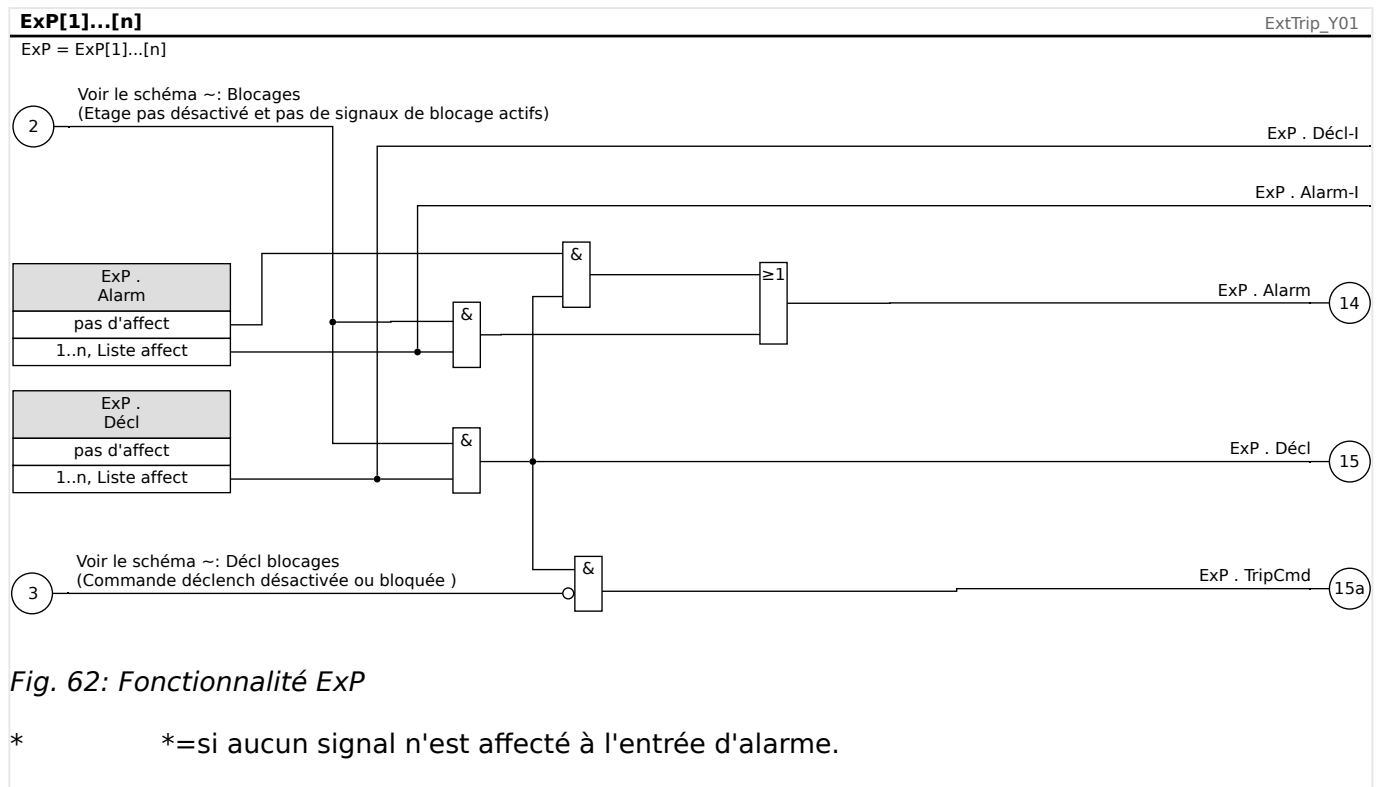 ExP[1]...[n]
ExtTrip_Y01
ExP = ExP[1]...[n]
Voir le schéma ~: Blocages
(Etage pas désactivé et pas de signaux de blocage actifs)
2
ExP . Décl-I
ExP . Alarm-I
&
≥1
ExP .
Alarm
pas d'affect
1..n, Liste affect
&
ExP . Alarm
14
ExP .
Décl
pas d'affect
1..n, Liste affect
&
ExP . Décl
15
Voir le schéma ~: Décl blocages
(Commande déclench désactivée ou bloquée )
3
&
ExP . TripCmd
15a
Fig. 62: Fonctionnalité ExP
* *=si aucun signal n'est affecté à l'entrée d'alarme.